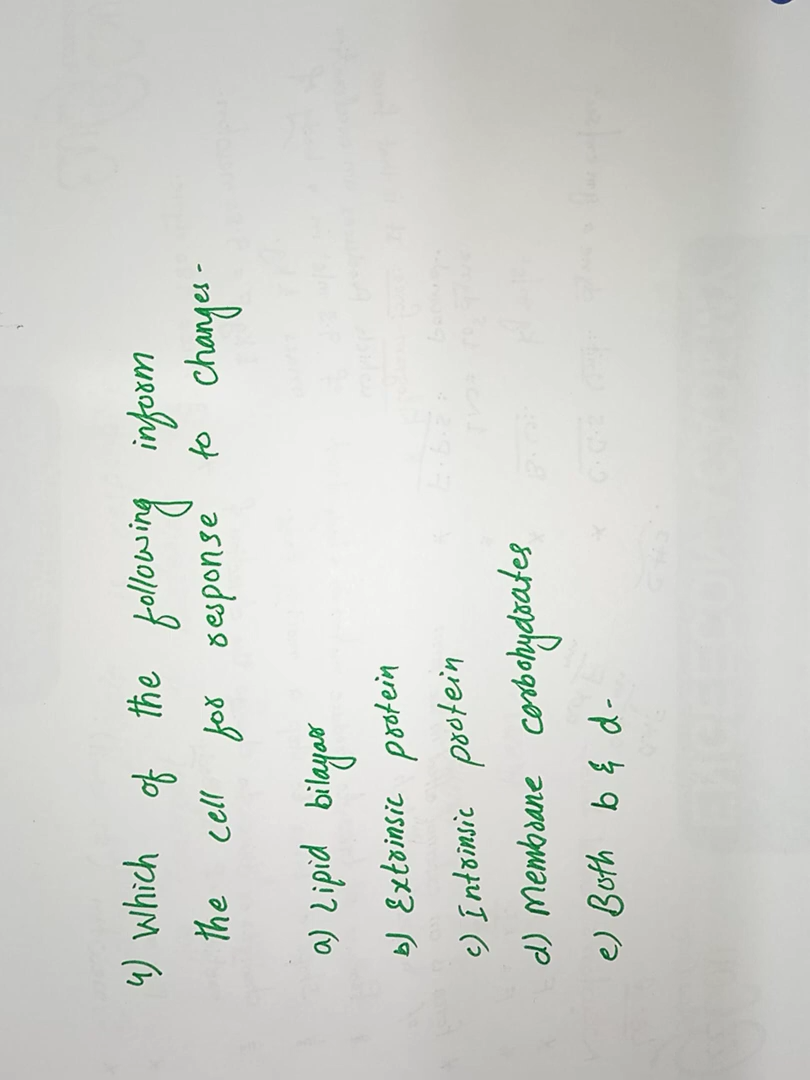 4) Which of the following inform
the cell for response to changes.
a) Lipid bilayar
b) Extrinsic protein
c) Intrinsic protein
d) Membrane carbohydrates
e) Both b & d.